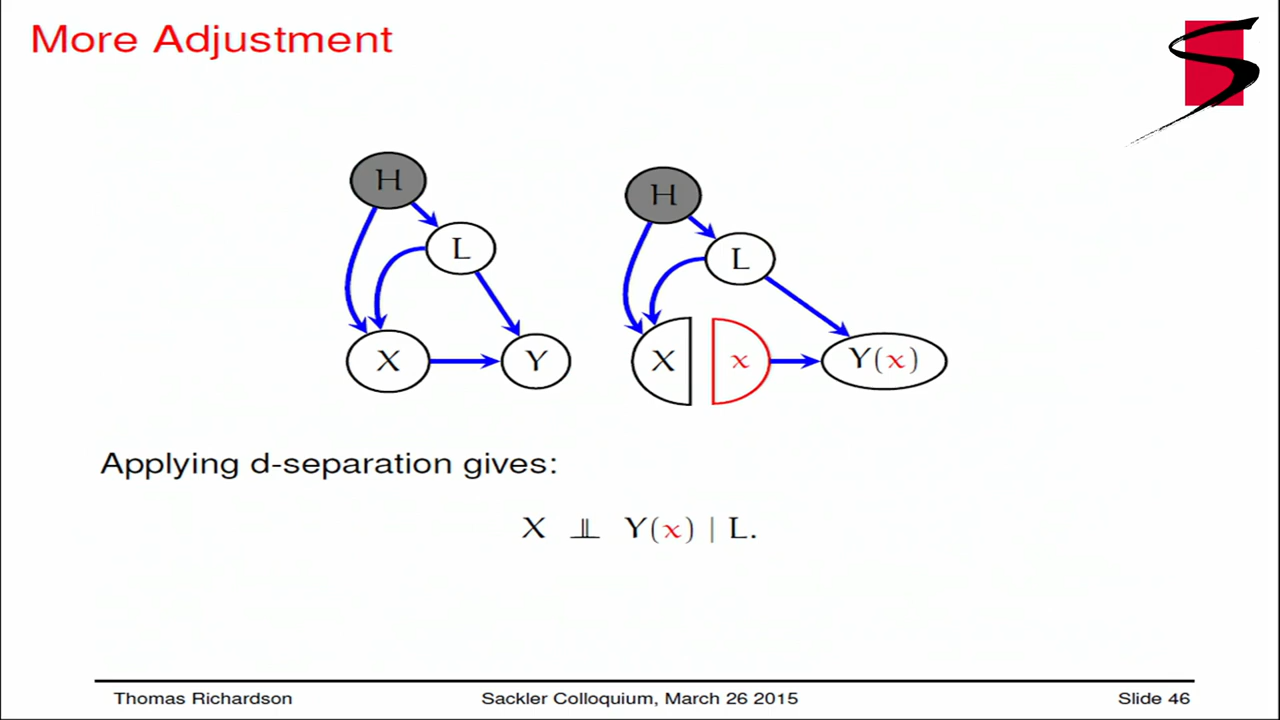 More Adjustment
H
H
L
L
X
Y
X
x
Y(x)
Applying d-separation gives:
X ⫫ Y(x) | L.
Thomas Richardson
Sackler Colloquium, March 26 2015
Slide 46